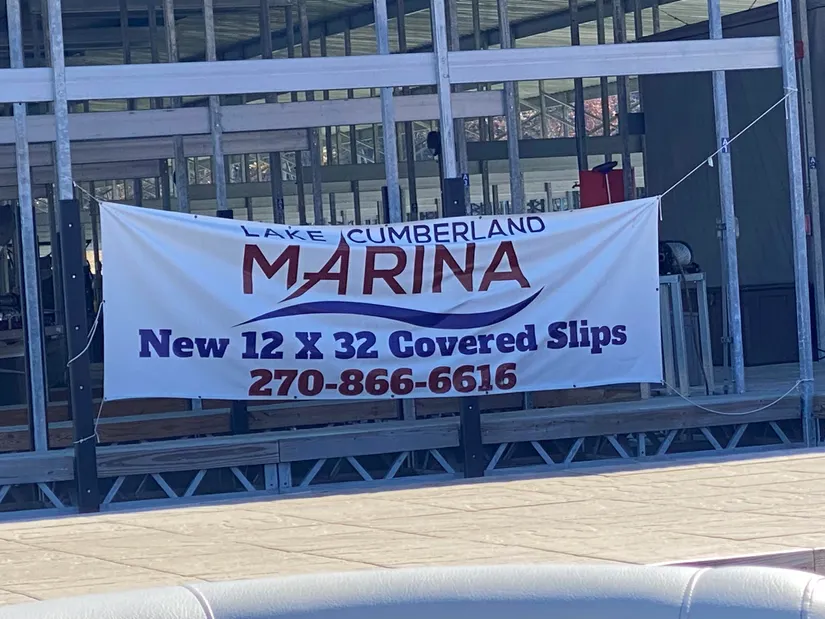 LAKE CUMBERLAND
MARINA
New 12 X 32 Covered Slips
270-866-6616